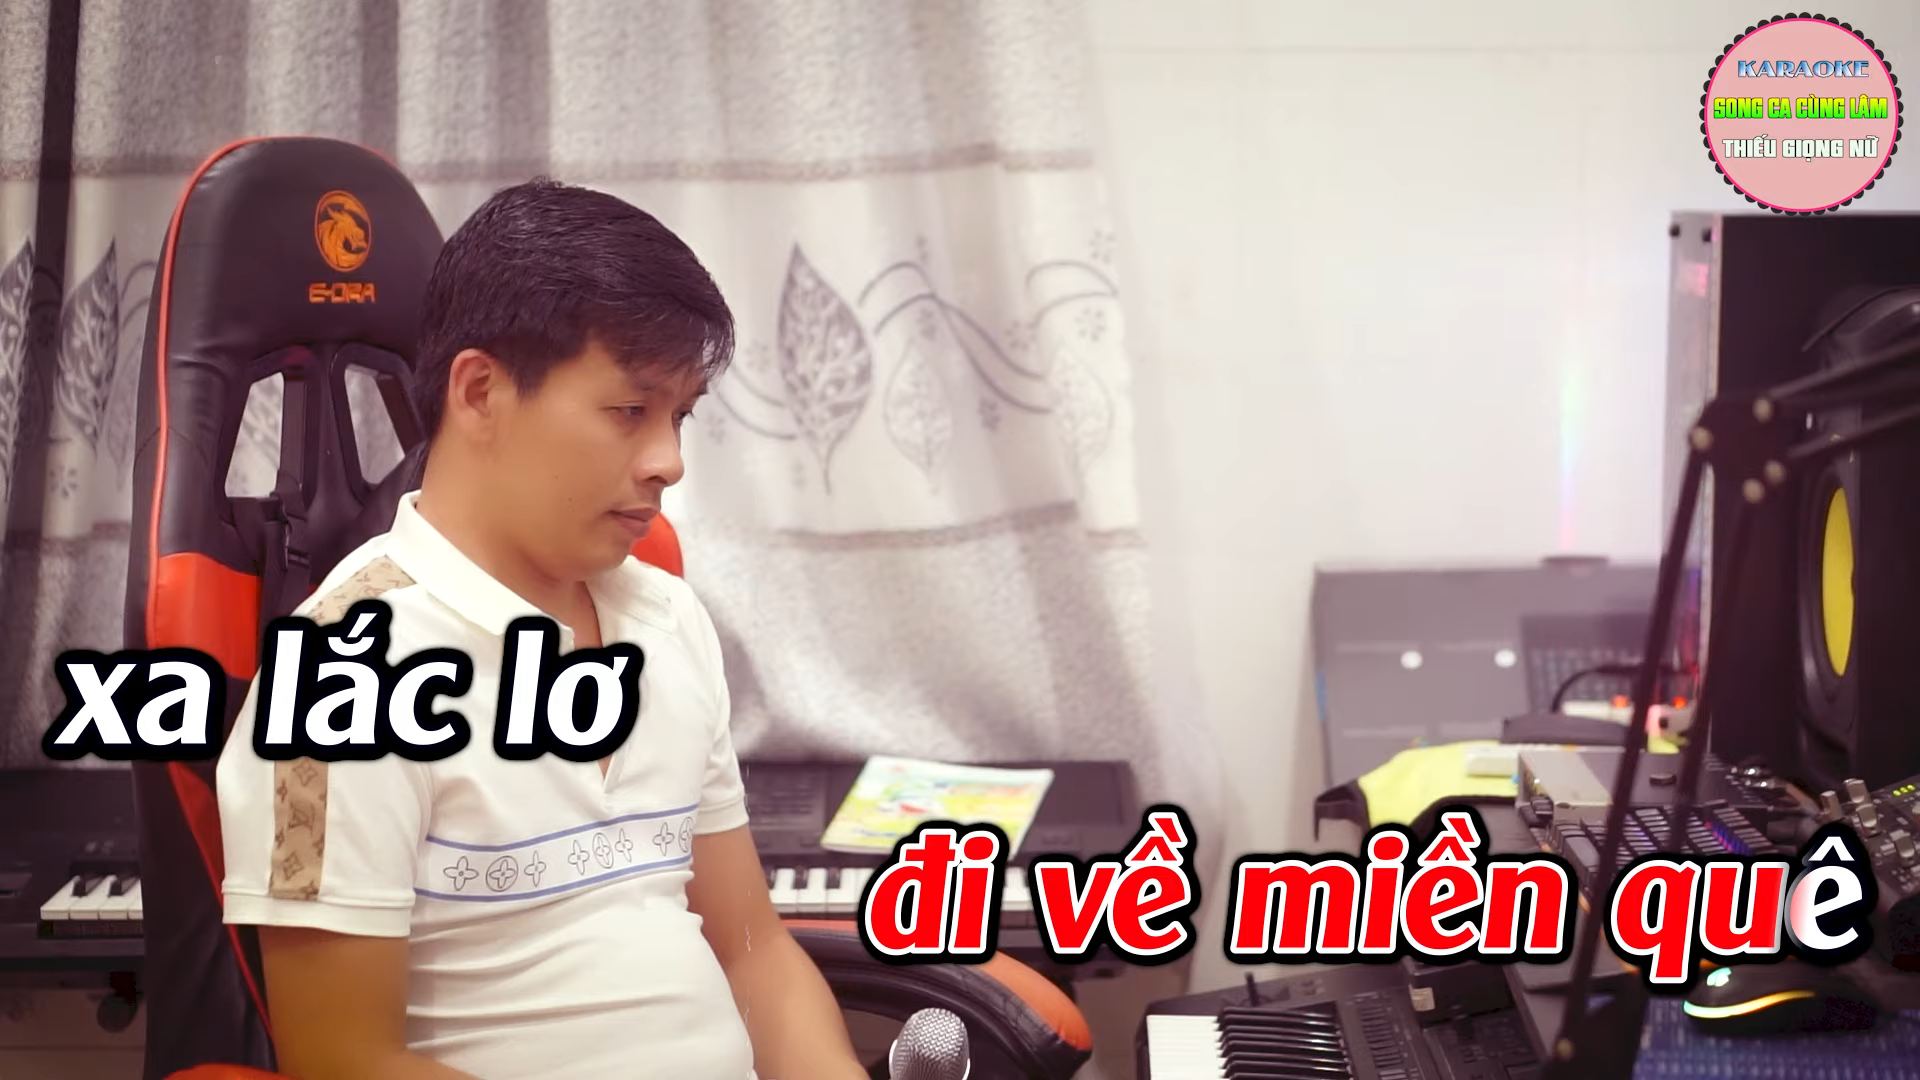 KARAOKE
SONG CA CÙNG LÂM
THIẾU GIỌNG NỮ
E-DRA
xa lắc lơ
đi về miền quê